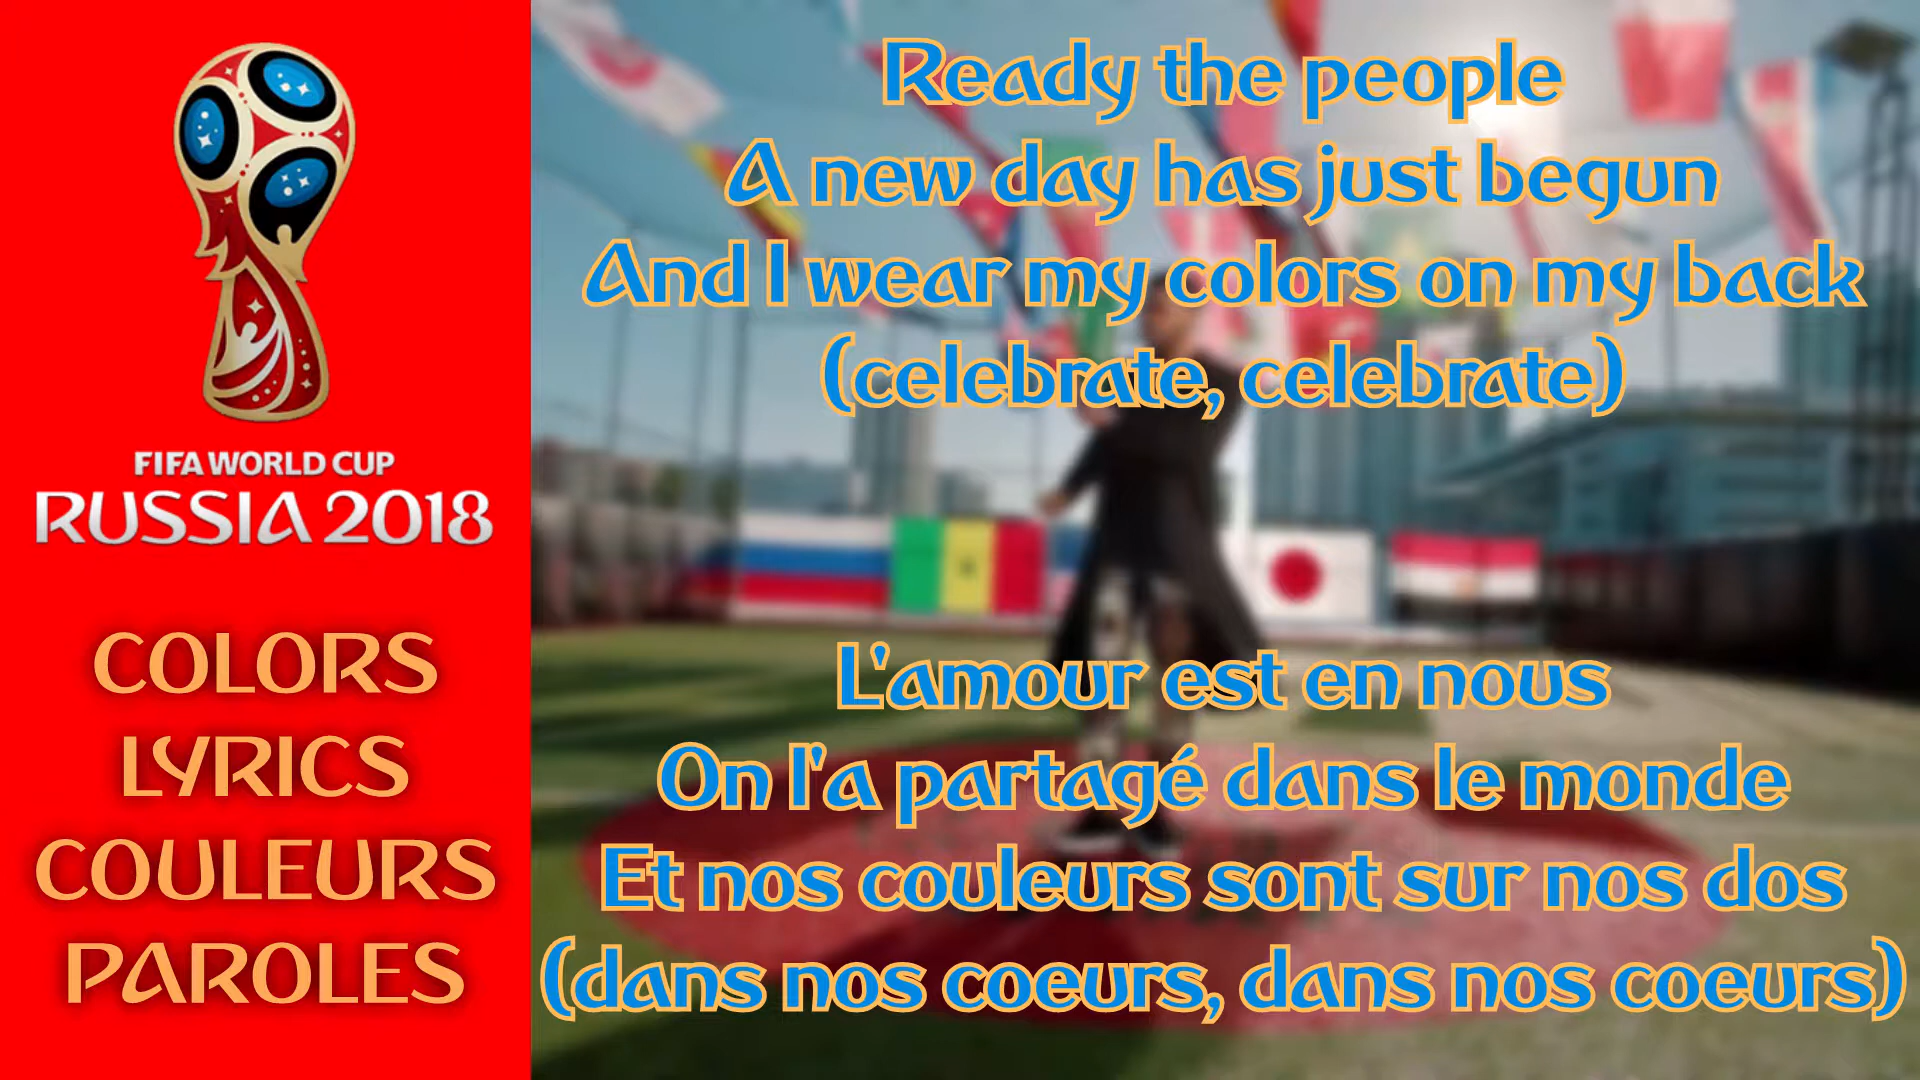 FIFA WORLD CUP
RUSSIA 2018
COLORS
LYRICS
COULEURS
PAROLES
Ready the people
A new day has just begun
And I wear my colors on my back
(celebrate, celebrate)
L'amour est en nous
On l'a partagé dans le monde
Et nos couleurs sont sur nos dos
(dans nos coeurs, dans nos coeurs)